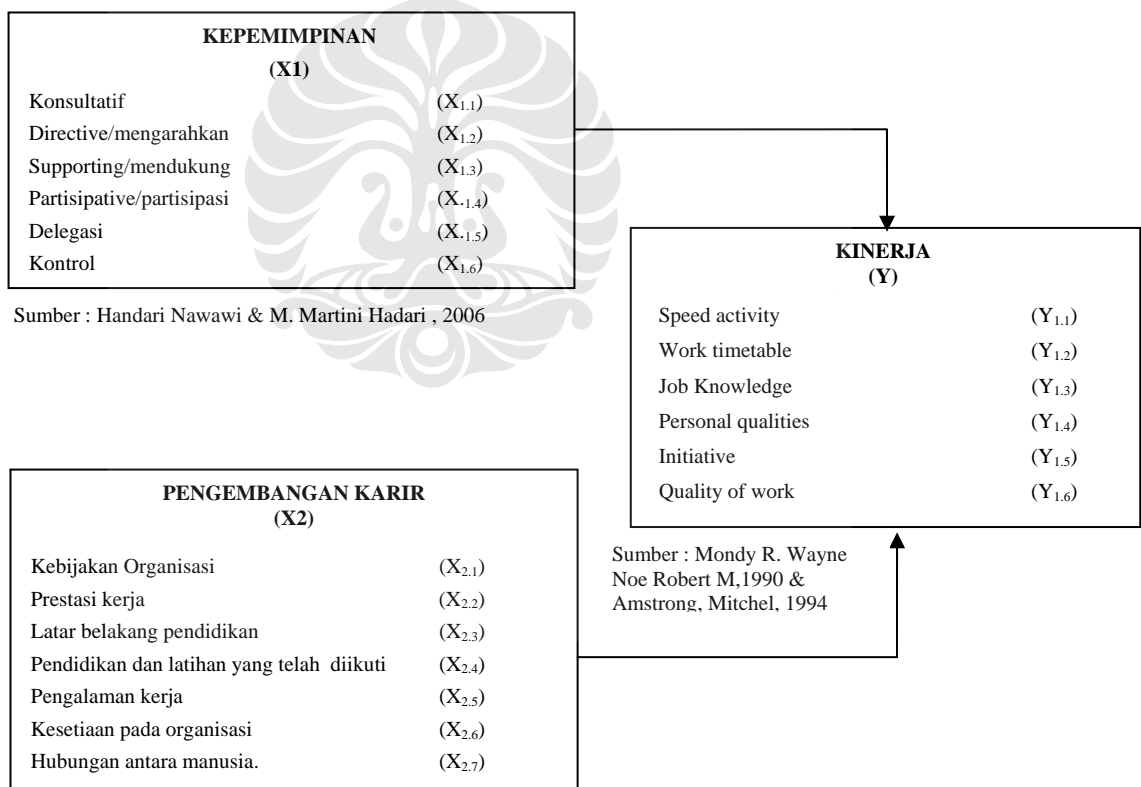 KEPEMIMPINAN
(X1)
Konsultatif (X1.1)
Directive/mengarahkan (X1.2)
Supporting/mendukung (X1.3)
Partisipative/partisipasi (X.1.4)
Delegasi (X.1.5)
Kontrol (X1.6)
Sumber : Handari Nawawi & M. Martini Hadari , 2006
KINERJA
(Y)
Speed activity (Y1.1)
Work timetable (Y1.2)
Job Knowledge (Y1.3)
Personal qualities (Y1.4)
Initiative (Y1.5)
Quality of work (Y1.6)
Sumber : Mondy R. Wayne
Noe Robert M,1990 &
Amstrong, Mitchel, 1994
PENGEMBANGAN KARIR
(X2)
Kebijakan Organisasi (X2.1)
Prestasi kerja (X2.2)
Latar belakang pendidikan (X2.3)
Pendidikan dan latihan yang telah diikuti (X2.4)
Pengalaman kerja (X2.5)
Kesetiaan pada organisasi (X2.6)
Hubungan antara manusia. (X2.7)